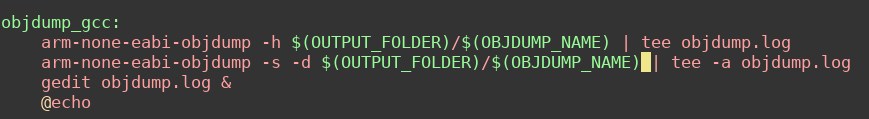 objdump_gcc:
    arm-none-eabi-objdump -h $(OUTPUT_FOLDER)/$(OBJDUMP_NAME) | tee objdump.log
    arm-none-eabi-objdump -s -d $(OUTPUT_FOLDER)/$(OBJDUMP_NAME) | tee -a objdump.log
    gedit objdump.log &
    @echo